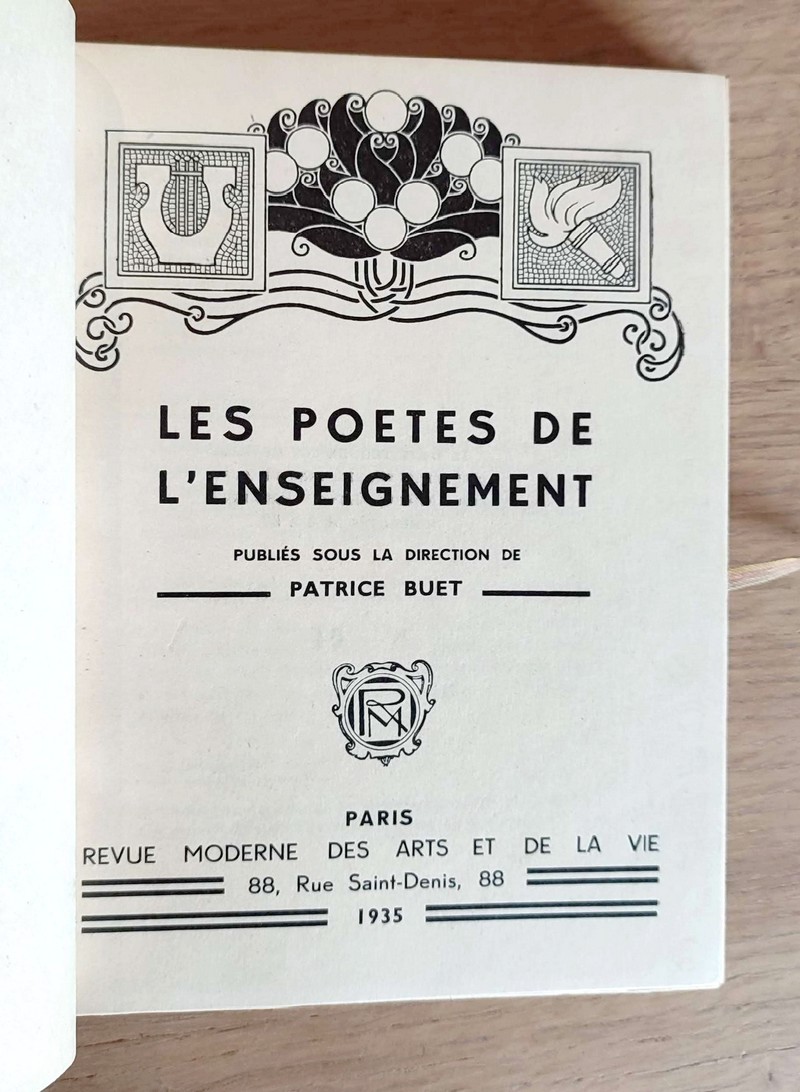 LES POETES DE
L'ENSEIGNEMENT
PUBLIÉS SOUS LA DIRECTION DE
PATRICE BUET
RM
PARIS
REVUE MODERNE DES ARTS ET DE LA VIE
88, Rue Saint-Denis, 88
1935